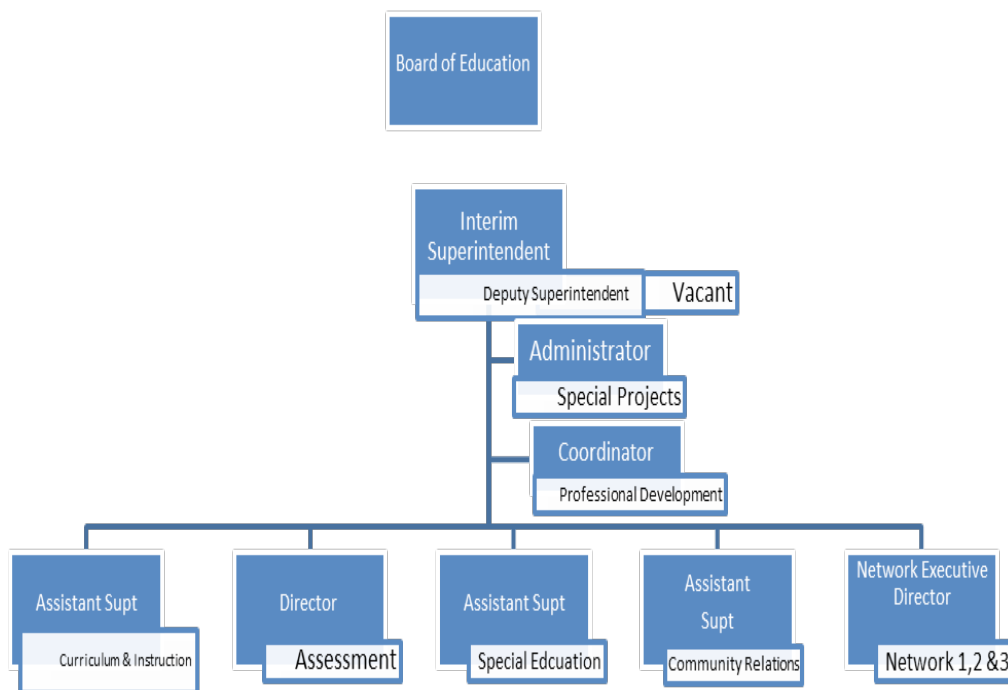 Board of Education
Interim
Superintendent
Deputy Superintendent
Vacant
Administrator
Special Projects
Coordinator
Professional Development
Assistant Supt
Curriculum & Instruction
Director
Assessment
Assistant Supt
Special Edcuation
Assistant
Supt
Community Relations
Network Executive
Director
Network 1,2 &3